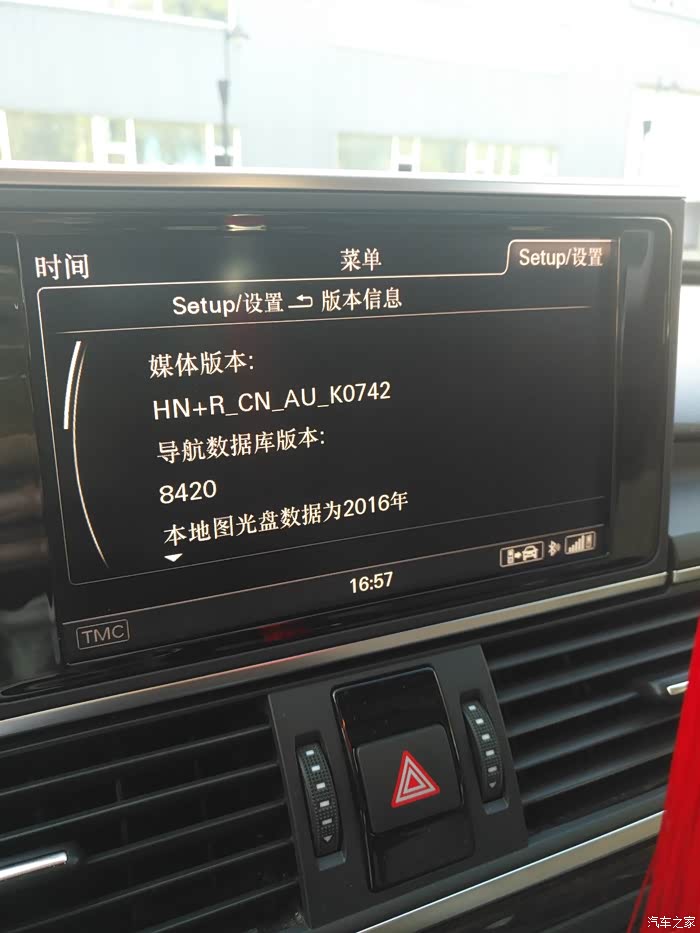 时间 菜单 Setup/设置
Setup/设置 版本信息
媒体版本:
HN+R_CN_AU_K0742
导航数据库版本:
8420
本地图光盘数据为2016年
16:57
TMC
汽车之家